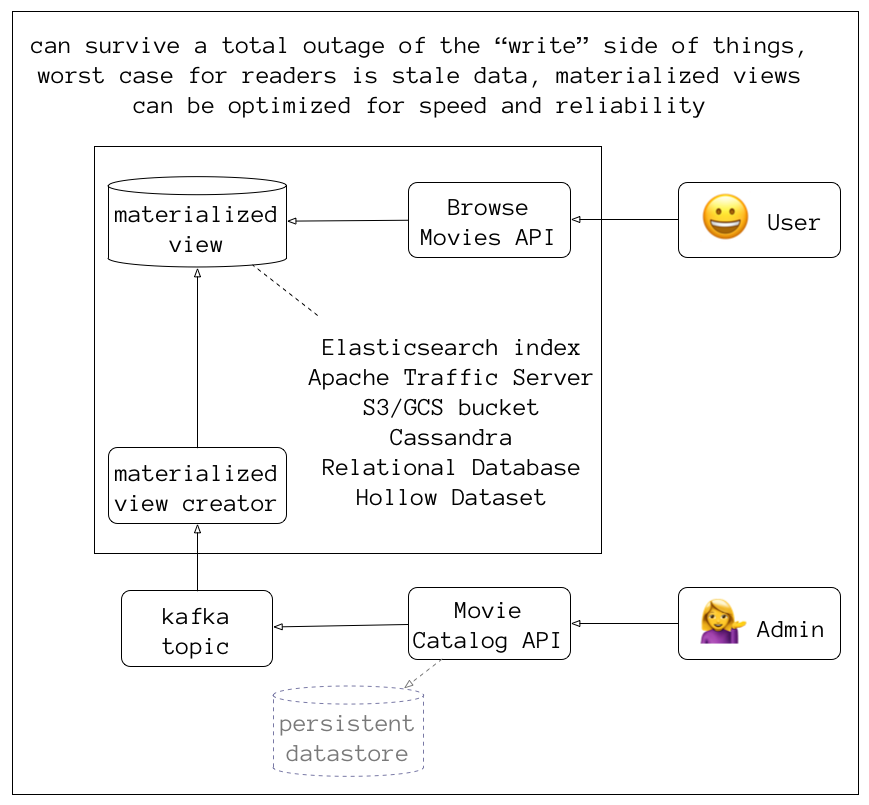 can survive a total outage of the “write” side of things,
worst case for readers is stale data, materialized views
can be optimized for speed and reliability
materialized
view
Browse
Movies API
User
Elasticsearch index
Apache Traffic Server
S3/GCS bucket
Cassandra
Relational Database
Hollow Dataset
materialized
view creator
kafka
topic
Movie
Catalog API
Admin
persistent
datastore